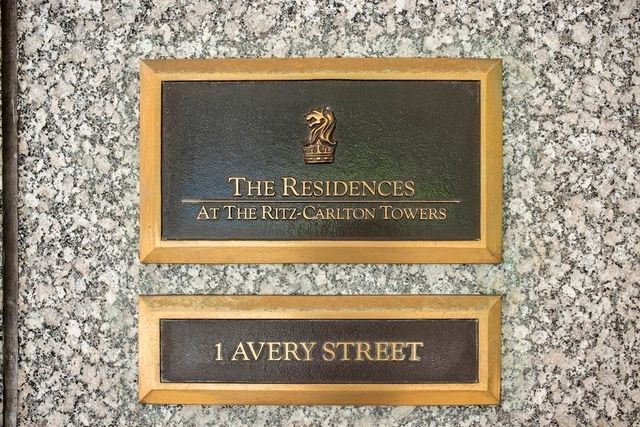 The Residences
At The Ritz-Carlton Towers
1 AVERY STREET